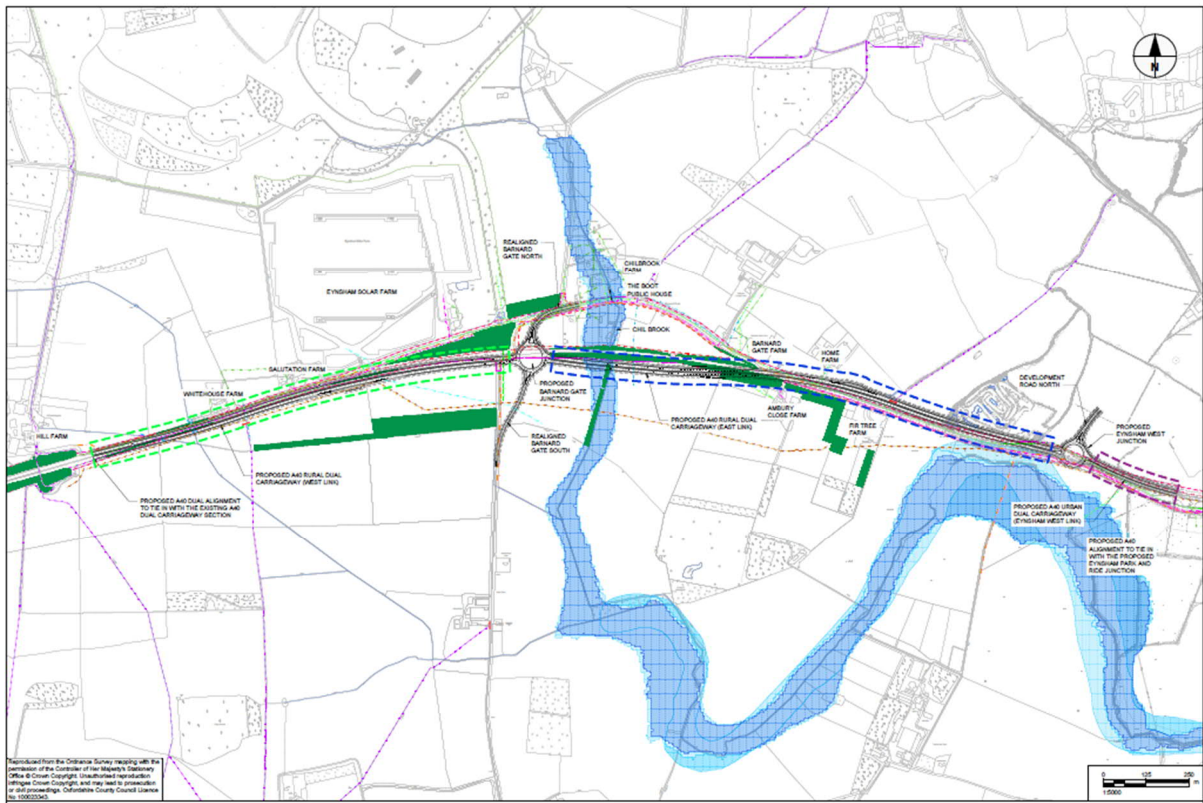 N
REALIGNED
BARNARD
GATE NORTH
CHILBROOK
FARM
THE BOOT
PUBLIC HOUSE
EYNSHAM SOLAR FARM
CHIL BROOK
BARNARD
GATE FARM
HOME
FARM
SALUTATION FARM
DEVELOPMENT
ROAD NORTH
WHITEHOUSE FARM
PROPOSED
BARNARD GATE
JUNCTION
AMBURY
CLOSE FARM
PROPOSED
EYNSHAM WEST
JUNCTION
HILL FARM
REALIGNED
BARNARD
GATE SOUTH
PROPOSED A40 RURAL DUAL
CARRIAGEWAY (EAST LINK)
FIR TREE
FARM
PROPOSED A40 RURAL DUAL
CARRIAGEWAY (WEST LINK)
PROPOSED A40 DUAL ALIGNMENT
TO TIE IN WITH THE EXISTING A40
DUAL CARRIAGEWAY SECTION
PROPOSED A40 URBAN
DUAL CARRIAGEWAY
(EYNSHAM WEST LINK)
PROPOSED A40
ALIGNMENT TO TIE IN
WITH THE PROPOSED
EYNSHAM PARK AND
RIDE JUNCTION
Reproduced from the Ordnance Survey mapping with the
permission of the Controller of Her Majesty's Stationery
Office © Crown Copyright. Unauthorised reproduction
infringes Crown Copyright, and may lead to prosecution
or civil proceedings. Oxfordshire County Council Licence
No 100023343.
0 125 250
m
1:5000